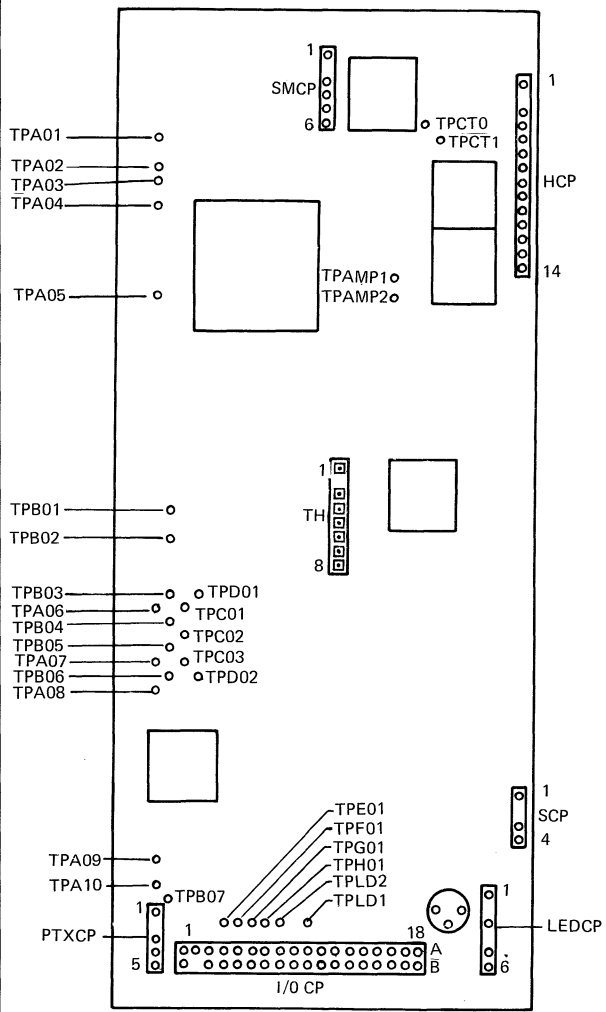 1
SMCP
6
TPCT0
TPCT1
1
HCP
14
TPA01
TPA02
TPA03
TPA04
TPA05
TPAMP1
TPAMP2
1
TH
8
TPB01
TPB02
TPB03
TPA06
TPB04
TPB05
TPA07
TPB06
TPA08
TPD01
TPC01
TPC02
TPC03
TPD02
1
SCP
4
TPE01
TPF01
TPG01
TPH01
TPLD2
TPLD1
TPA09
TPA10
TPB07
1
PTXCP
5
1
18
A
B
I/0 CP
1
LEDCP
6